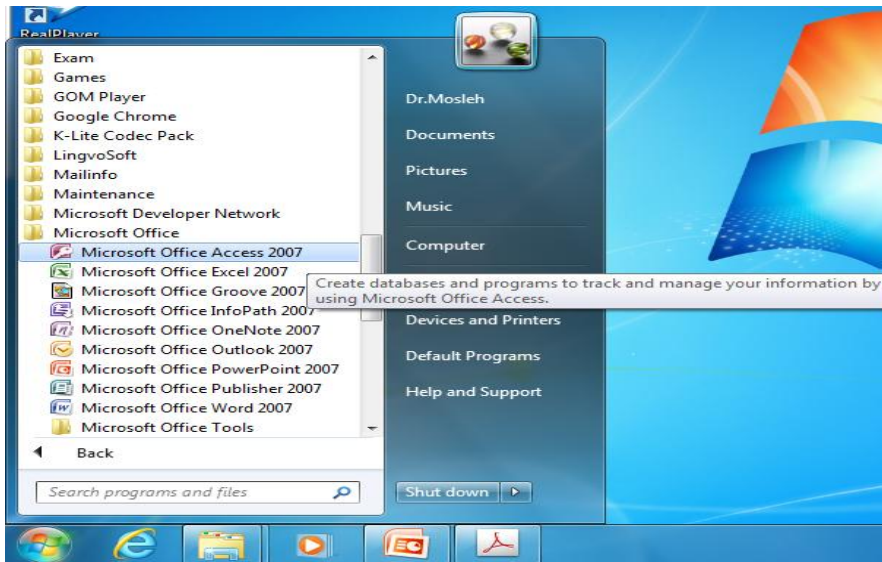 RealPlayer
Exam
Games
GOM Player
Google Chrome
K-Lite Codec Pack
LingvoSoft
Mailinfo
Maintenance
Microsoft Developer Network
Microsoft Office
Microsoft Office Access 2007
Microsoft Office Excel 2007
Microsoft Office Groove 2007
Microsoft Office InfoPath 2007
Microsoft Office OneNote 2007
Microsoft Office Outlook 2007
Microsoft Office PowerPoint 2007
Microsoft Office Publisher 2007
Microsoft Office Word 2007
Microsoft Office Tools
Back
Search programs and files
Dr.Mosleh
Documents
Pictures
Music
Computer
Create databases and programs to track and manage your information by
using Microsoft Office Access.
Devices and Printers
Default Programs
Help and Support
Shut down